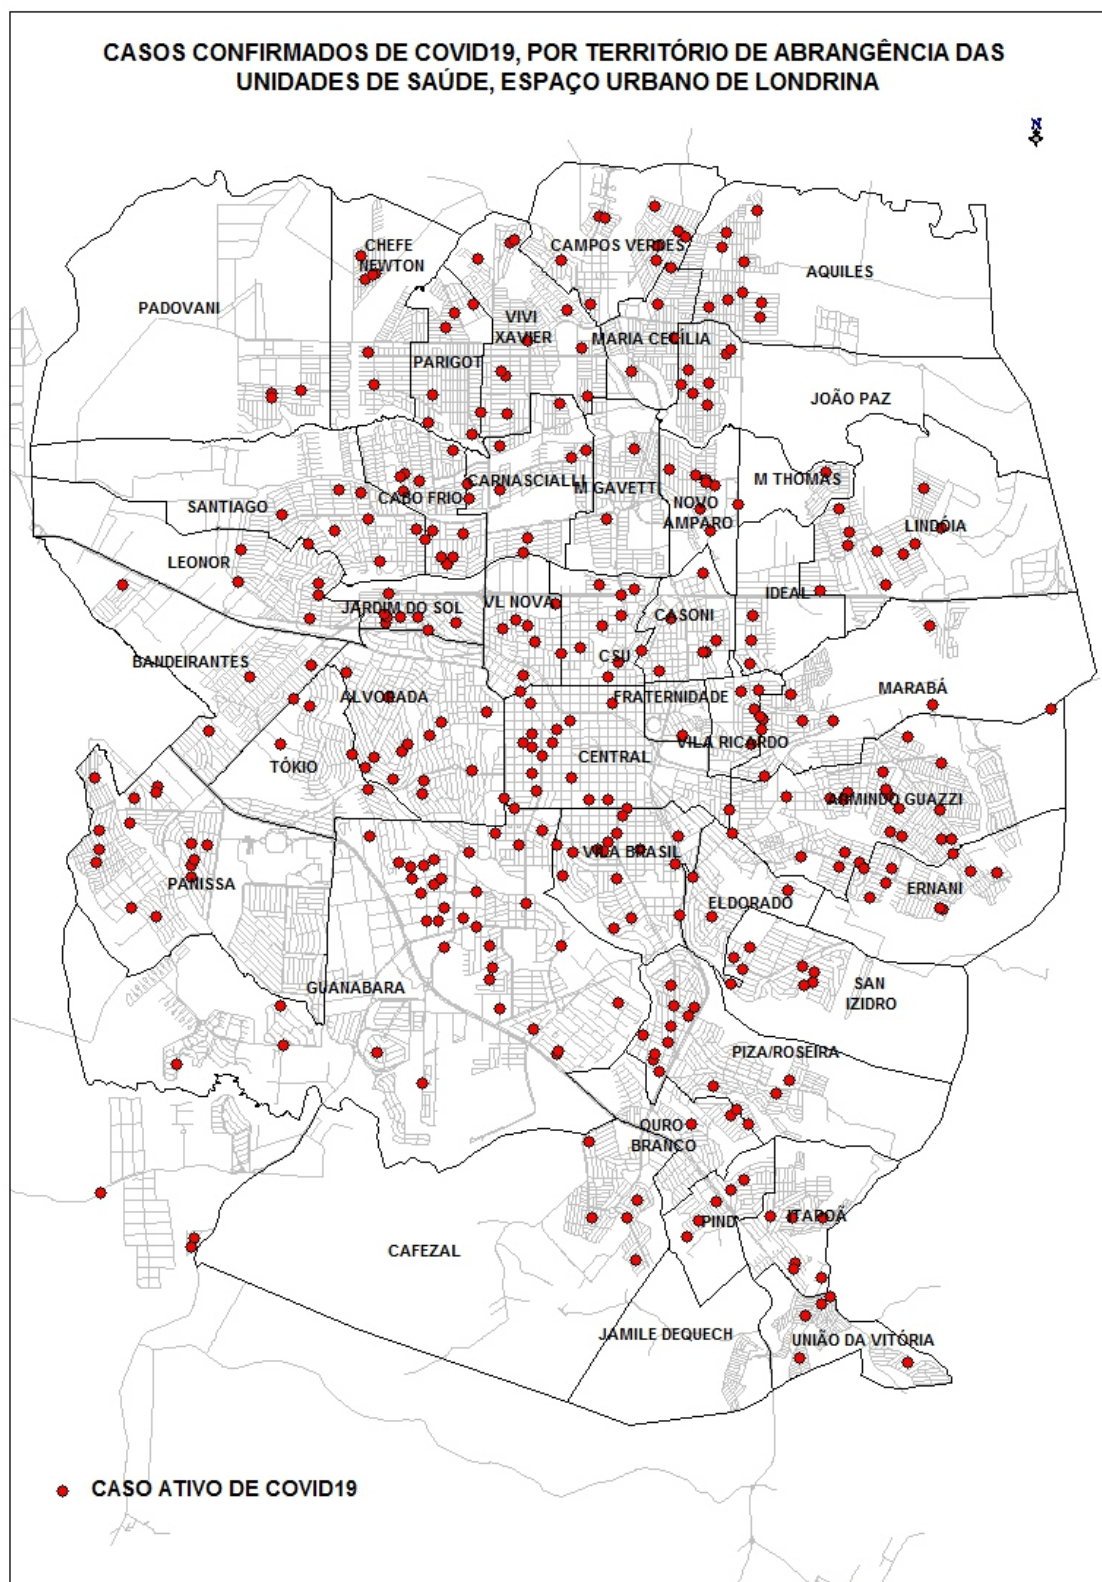 CASOS CONFIRMADOS DE COVID19, POR TERRITÓRIO DE ABRANGÊNCIA DAS
UNIDADES DE SAÚDE, ESPAÇO URBANO DE LONDRINA
N
CHEFE
NEWTON
CAMPOS VERDES
AQUILES
PADOVANI
VIVI
XAVIER
MARIA CECÍLIA
PARIGOT
JOÃO PAZ
CARNASCIALLI
M GAVETTI
M THOMAS
SANTIAGO
CABO FRIO
NOVO
AMPARO
LINDÓIA
LEONOR
IDEAL
JARDIM DO SOL
VL NOVA
CASONI
CSU
BANDEIRANTES
ALVORADA
FRATERNIDADE
MARABÁ
VILA RICARDO
TÓKIO
CENTRAL
ARMINDO GUAZZI
VILA BRASIL
PANISSA
ERNANI
ELDORADO
GUANABARA
SAN
IZIDRO
PIZA/ROSEIRA
OURO
BRANCO
PIND
ITAPOÃ
CAFEZAL
JAMILE DEQUECH
UNIÃO DA VITÓRIA
CASO ATIVO DE COVID19